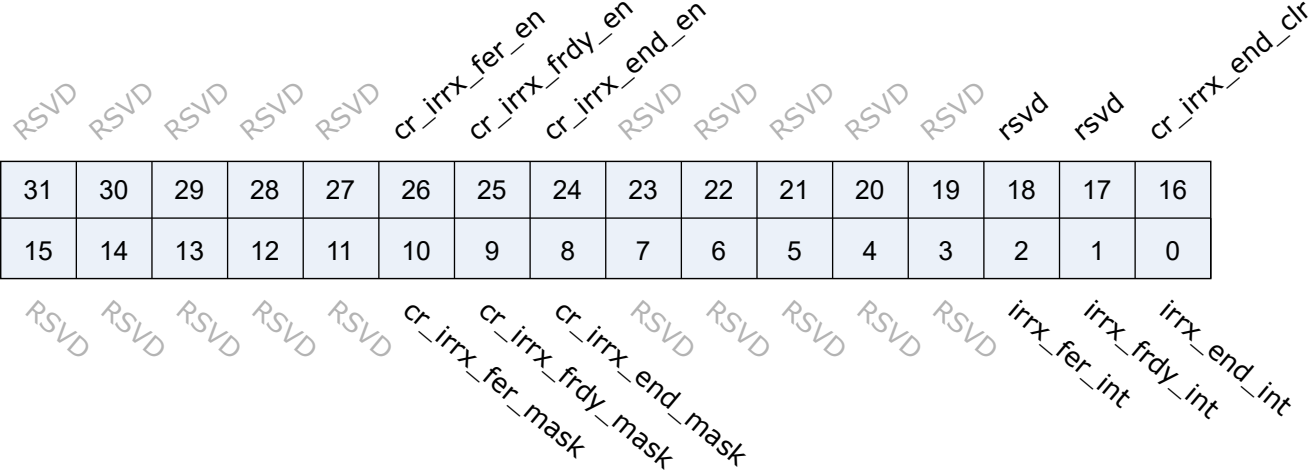 RSVD RSVD RSVD RSVD RSVD cr_irrx_fer_en cr_irrx_frdy_en cr_irrx_end_en RSVD RSVD RSVD RSVD RSVD rsvd rsvd cr_irrx_end_clr
31 30 29 28 27 26 25 24 23 22 21 20 19 18 17 16
15 14 13 12 11 10 9 8 7 6 5 4 3 2 1 0
RSVD RSVD RSVD RSVD RSVD cr_irrx_fer_mask cr_irrx_frdy_mask cr_irrx_end_mask RSVD RSVD RSVD RSVD RSVD irrx_fer_int irrx_frdy_int irrx_end_int